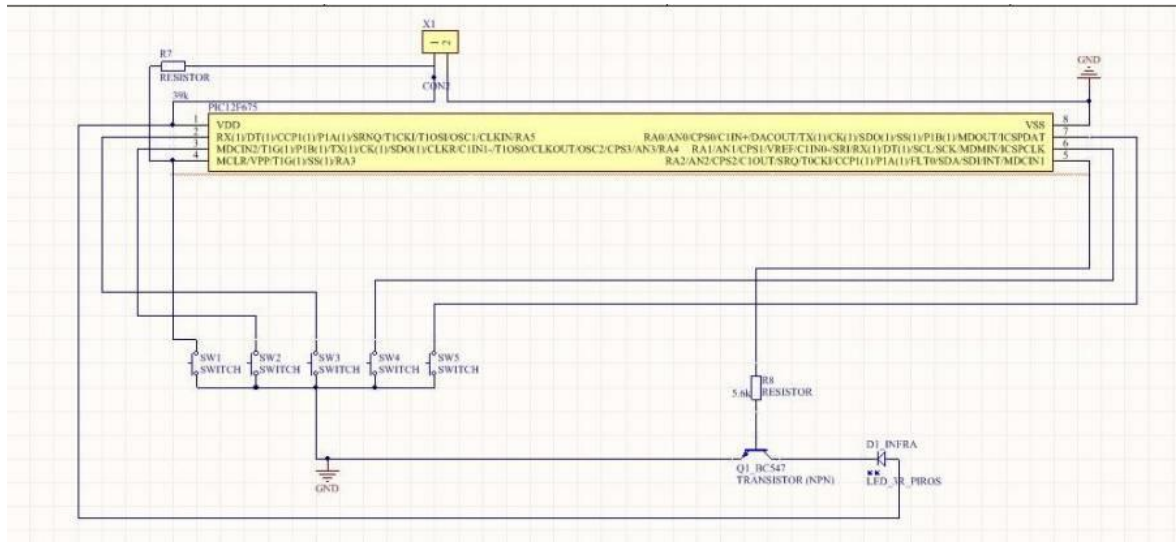 X1
1 2
CON2
R7
RESISTOR
39k
GND
PIC12F675
1 VDD VSS 8
2 RX(1)/DT(1)/CCP1(1)/P1A(1)/SRNQ/T1CKI/T1OSI/OSC1/CLKIN/RA5 RA0/AN0/CPS0/C1IN+/DACOUT/TX(1)/CK(1)/SDO(1)/SS(1)/P1B(1)/MDOUT/ICSPDAT 7
3 MDCIN2/T1G(1)/P1B(1)/TX(1)/CK(1)/SDO(1)/CLKR/C1IN1-/T1OSO/CLKOUT/OSC2/CPS3/AN3/RA4 RA1/AN1/CPS1/VREF/C1IN0-/SRI/RX(1)/DT(1)/SCL/SCK/MDMIN/ICSPCLK 6
4 MCLR/VPP/T1G(1)/SS(1)/RA3 RA2/AN2/CPS2/C1OUT/SRQ/T0CKI/CCP1(1)/P1A(1)/FLT0/SDA/SDI/INT/MDCIN1 5
SW1 SW2 SW3 SW4 SW5
SWITCH SWITCH SWITCH SWITCH SWITCH
R8
5.6k RESISTOR
D1_INFRA
Q1_BC547
TRANSISTOR (NPN)
LED_3R_PIROS
GND